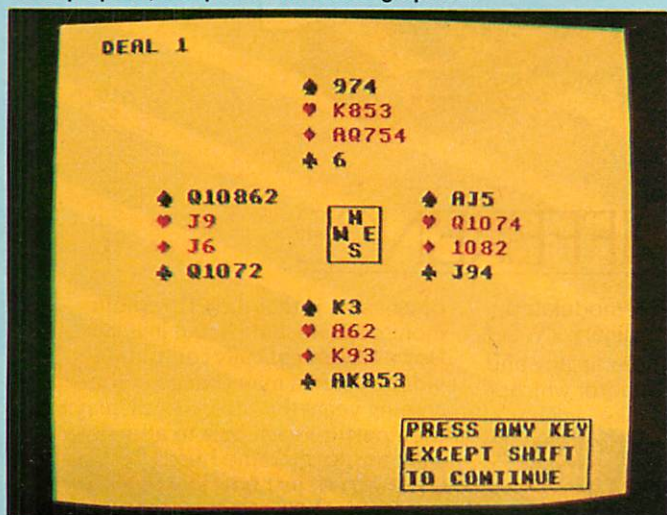 DEAL 1
♠ 974
♥ K853
♦ AQ754
♣ 6
♠ Q10862
♥ J9
♦ J6
♣ Q1072
N
W E
S
♠ AJ5
♥ Q1074
♦ 1082
♣ J94
♠ K3
♥ A62
♦ K93
♣ AK853
PRESS ANY KEY
EXCEPT SHIFT
TO CONTINUE